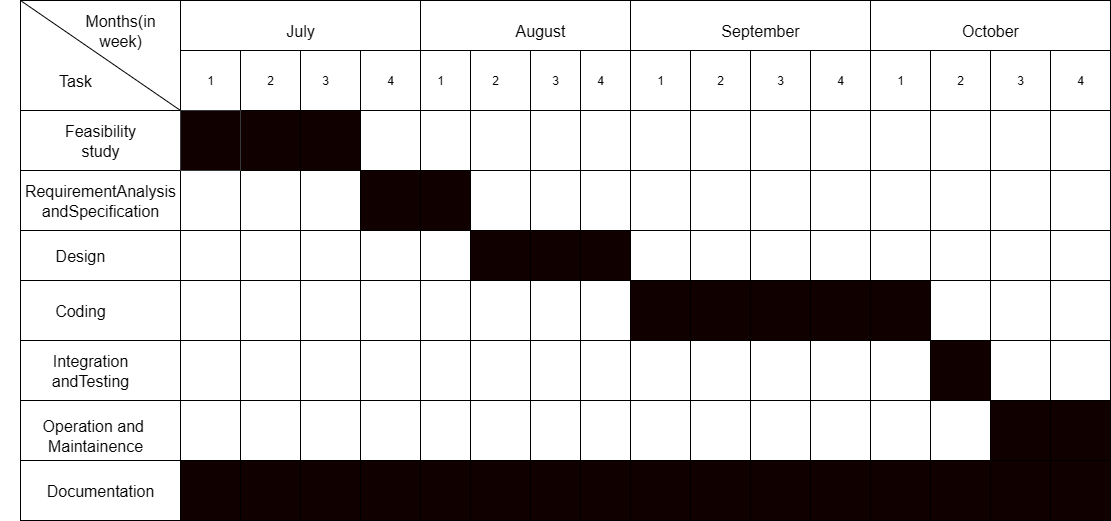 Months(in
week)
Task
July
August
September
October
1 2 3 4 1 2 3 4 1 2 3 4 1 2 3 4
Feasibility
study
RequirementAnalysis
andSpecification
Design
Coding
Integration
andTesting
Operation and
Maintainence
Documentation